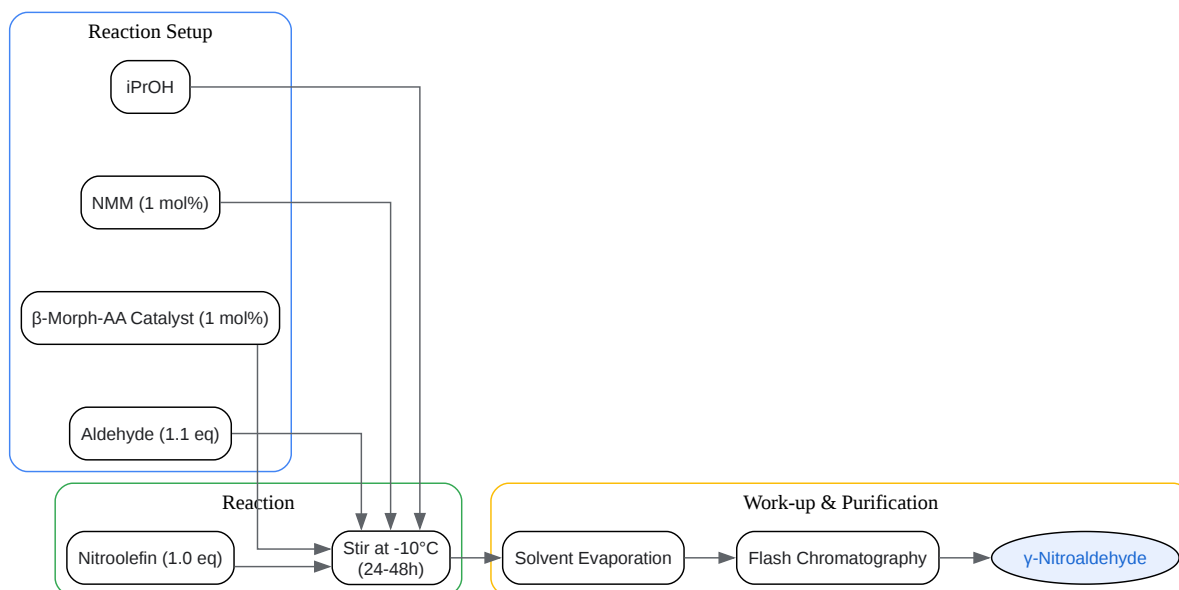 Reaction Setup
iPrOH
NMM (1 mol%)
β-Morph-AA Catalyst (1 mol%)
Aldehyde (1.1 eq)
Reaction
Nitroolefin (1.0 eq)
Stir at -10°C
(24-48h)
Work-up & Purification
Solvent Evaporation
Flash Chromatography
γ-Nitroaldehyde